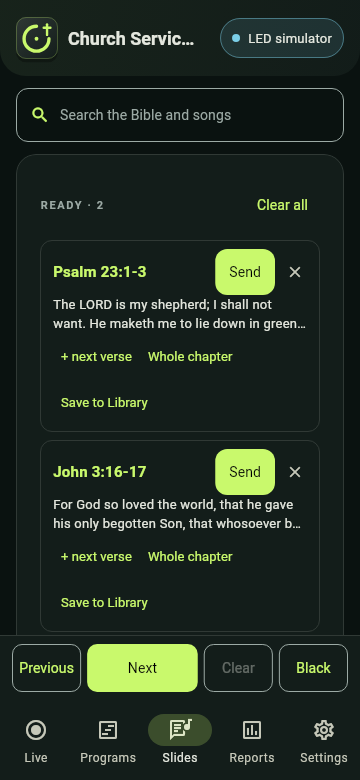 Church Servic...
LED simulator
Search the Bible and songs
READY · 2
Clear all
Psalm 23:1-3
Send
The LORD is my shepherd; I shall not
want. He maketh me to lie down in green...
+ next verse
Whole chapter
Save to Library
John 3:16-17
Send
For God so loved the world, that he gave
his only begotten Son, that whosoever b...
+ next verse
Whole chapter
Save to Library
Previous
Next
Clear
Black
Live
Programs
Slides
Reports
Settings